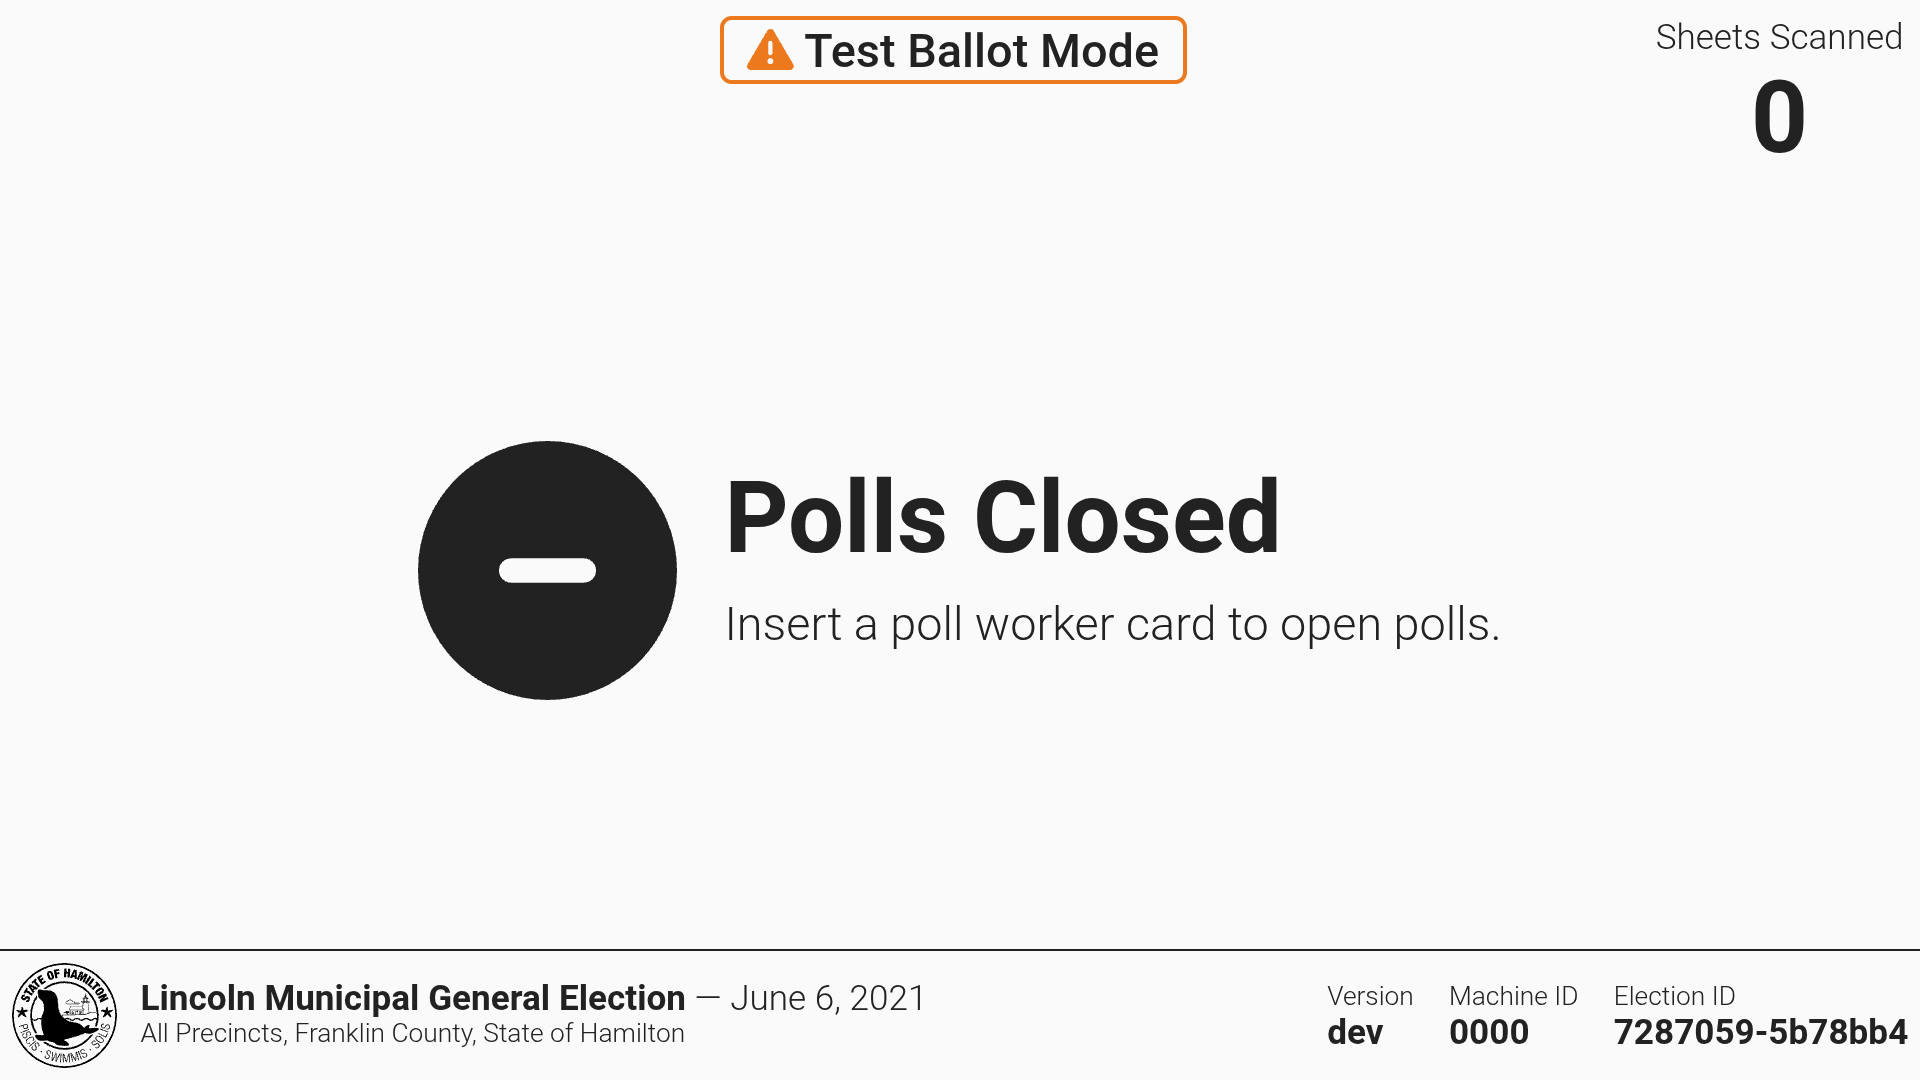 Test Ballot Mode
Sheets Scanned
0
Polls Closed
Insert a poll worker card to open polls.
STATE OF HAMILTON
PISCIS · SWIMMIS · SOLIS
Lincoln Municipal General Election — June 6, 2021
All Precincts, Franklin County, State of Hamilton
Version
dev
Machine ID
0000
Election ID
7287059-5b78bb4